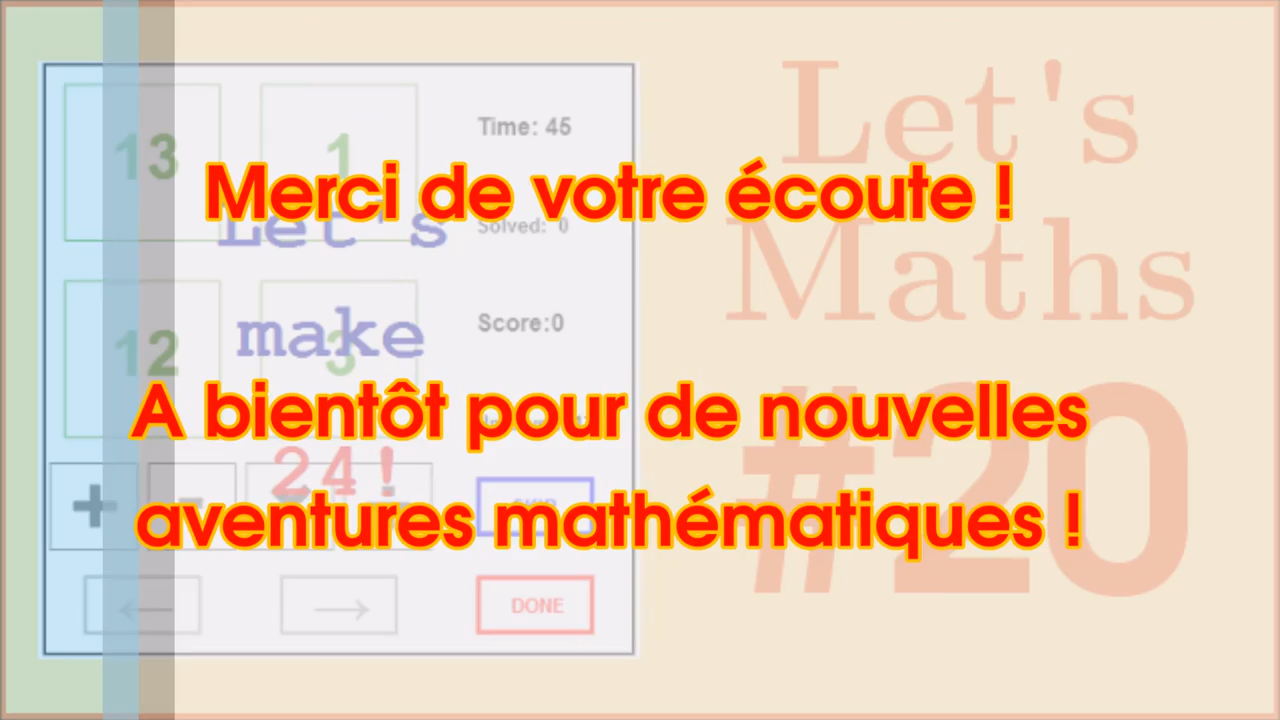 Merci de votre écoute !
A bientôt pour de nouvelles
aventures mathématiques !
Let's
Maths
#20
13
1
12
3
Let's
make
24!
Time: 45
Solved: 0
Score:0
+
-
←
→
DONE